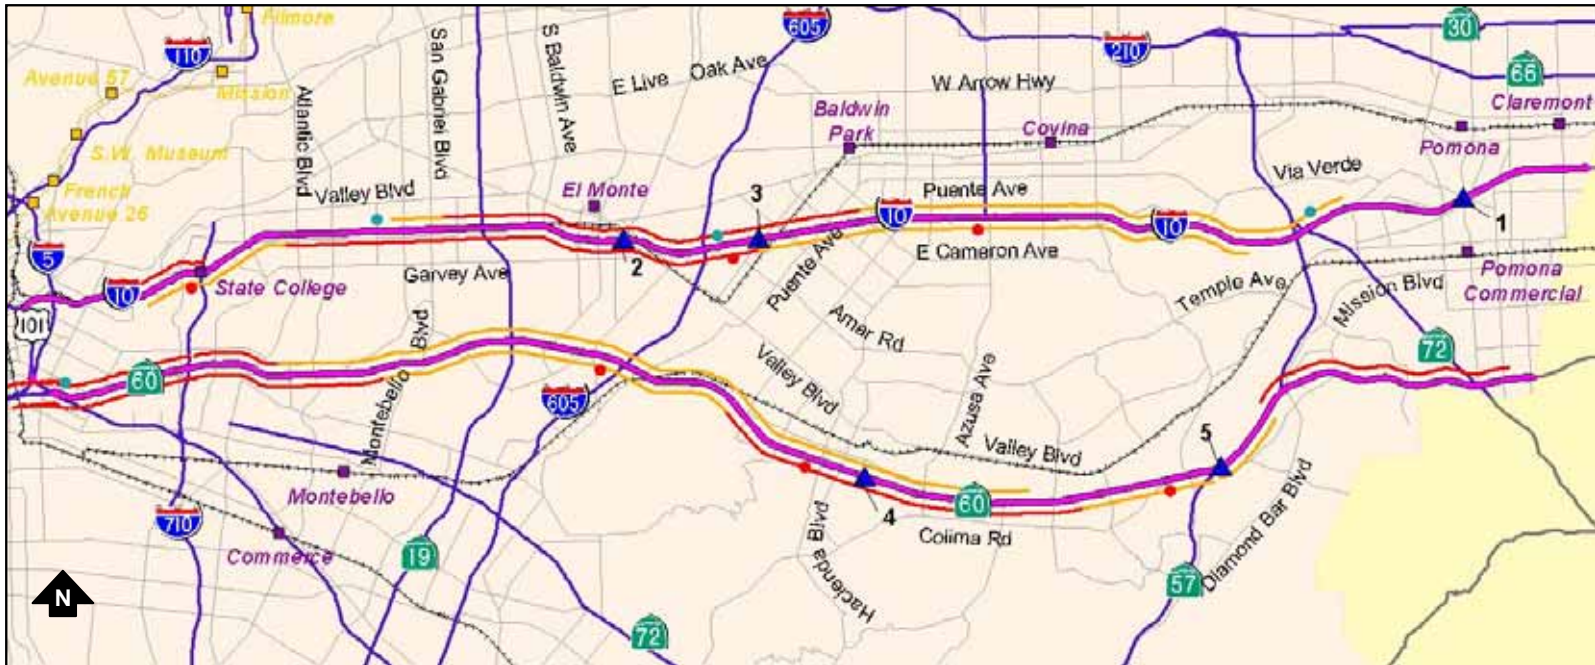 Filmore
110
Avenue 57
Mission
S.W. Museum
French
Avenue 26
5
101
10
Atlantic Blvd
San Gabriel Blvd
S Baldwin Ave
E Live Oak Ave
605
W Arrow Hwy
210
30
66
Claremont
Baldwin
Park
Covina
Pomona
Via Verde
Valley Blvd
El Monte
3
Puente Ave
10
10
1
2
Garvey Ave
State College
Puente Ave
E Cameron Ave
Temple Ave
Mission Blvd
Pomona
Commercial
60
Montebello Blvd
605
Amar Rd
Valley Blvd
Azusa Ave
Valley Blvd
72
5
Montebello
710
Commerce
19
72
4
Hacienda Blvd
60
Colima Rd
57
Diamond Bar Blvd
N